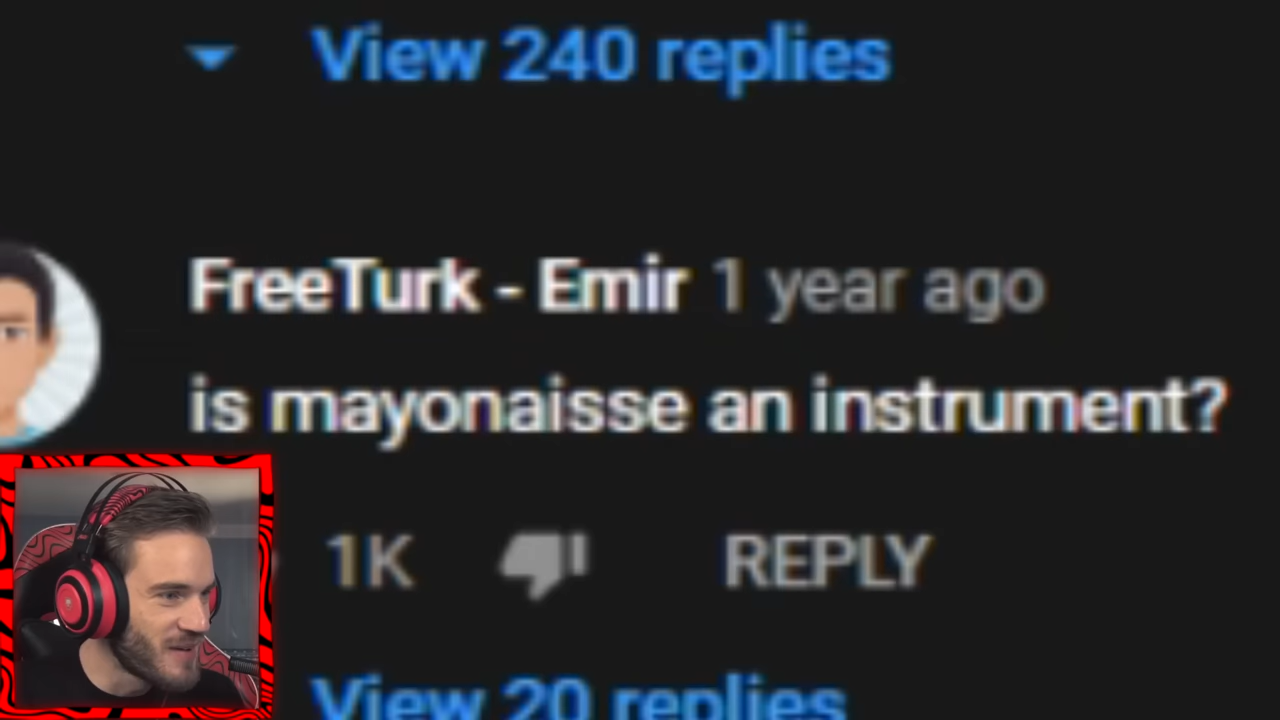 View 240 replies
FreeTurk - Emir 1 year ago
is mayonaisse an instrument?
1K REPLY
View 20 replies